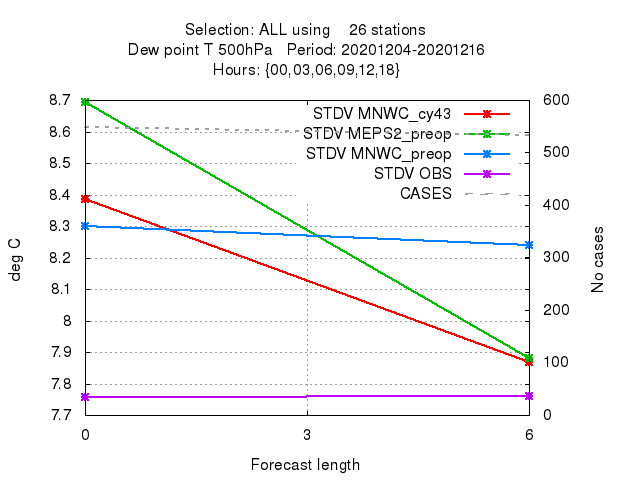 Selection: ALL using 26 stations
Dew point T 500hPa Period: 20201204-20201216
Hours: {00,03,06,09,12,18}
STDV MNWC_cy43
STDV MEPS2_preop
STDV MNWC_preop
STDV OBS
CASES
8.7
8.6
8.5
8.4
8.3
8.2
8.1
8
7.9
7.8
7.7
600
500
400
300
200
100
0
deg C
No cases
0 3 6
Forecast length